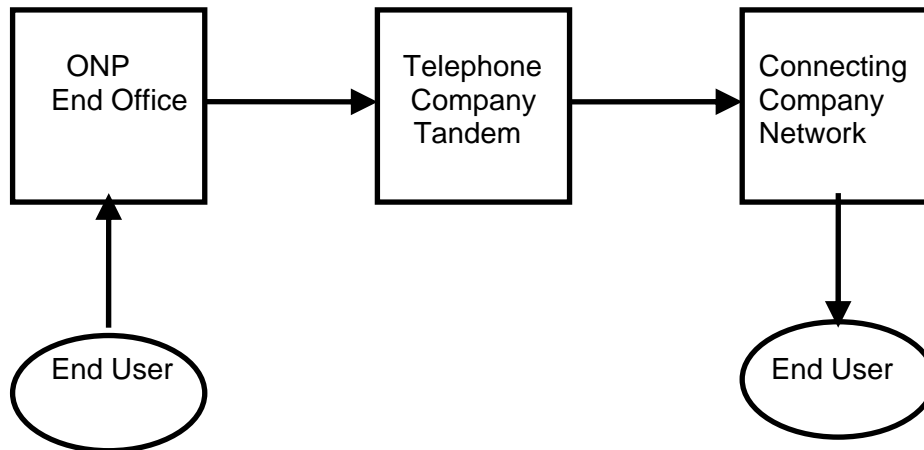 ONP
End Office
Telephone
Company
Tandem
Connecting
Company
Network
End User
End User